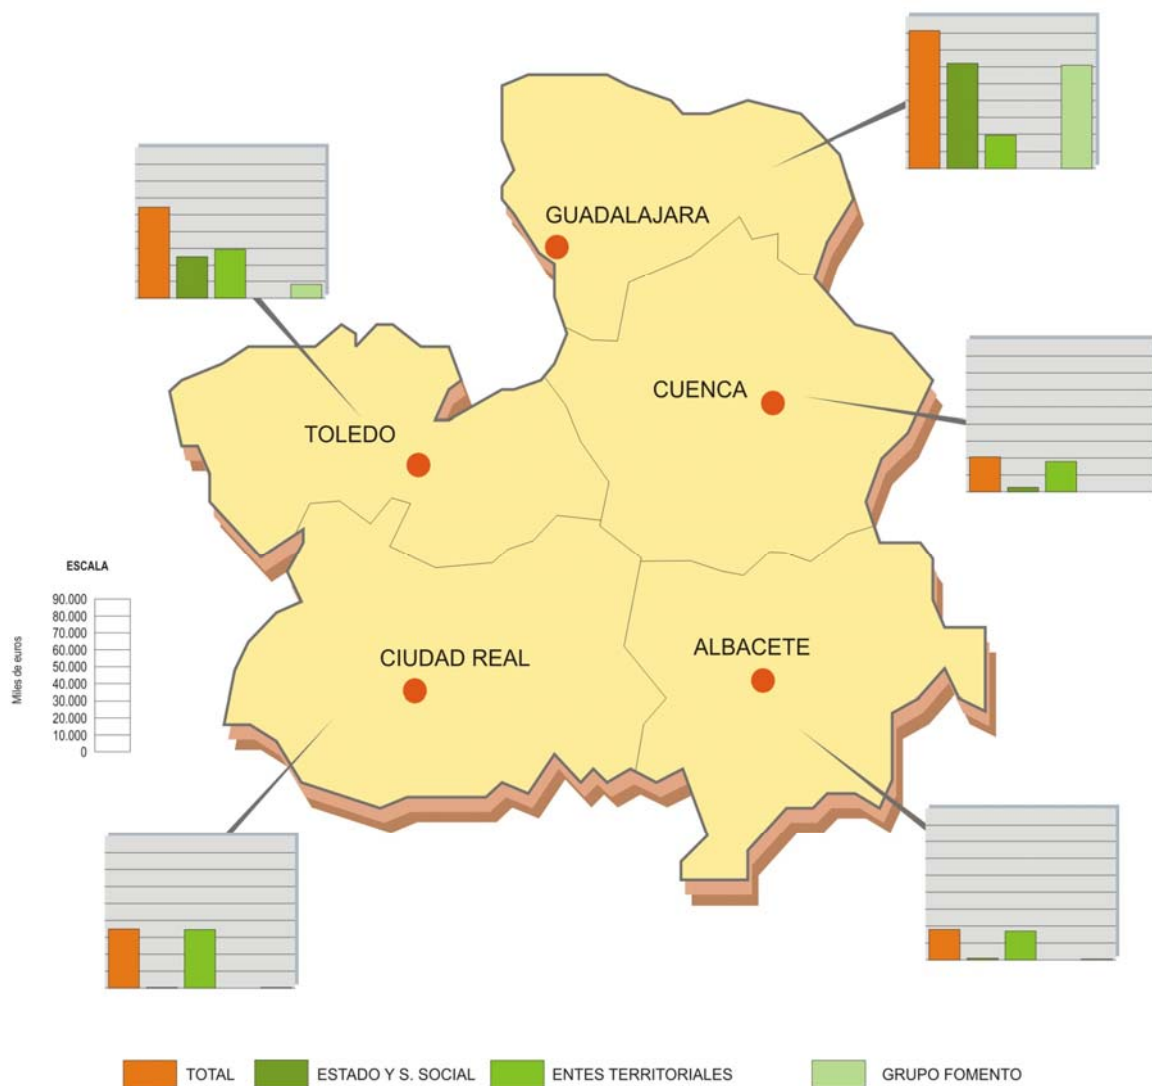 GUADALAJARA
CUENCA
TOLEDO
ESCALA
90.000
80.000
70.000
60.000
50.000
40.000
30.000
20.000
10.000
0
Miles de euros
CIUDAD REAL
ALBACETE
TOTAL
ESTADO Y S. SOCIAL
ENTES TERRITORIALES
GRUPO FOMENTO